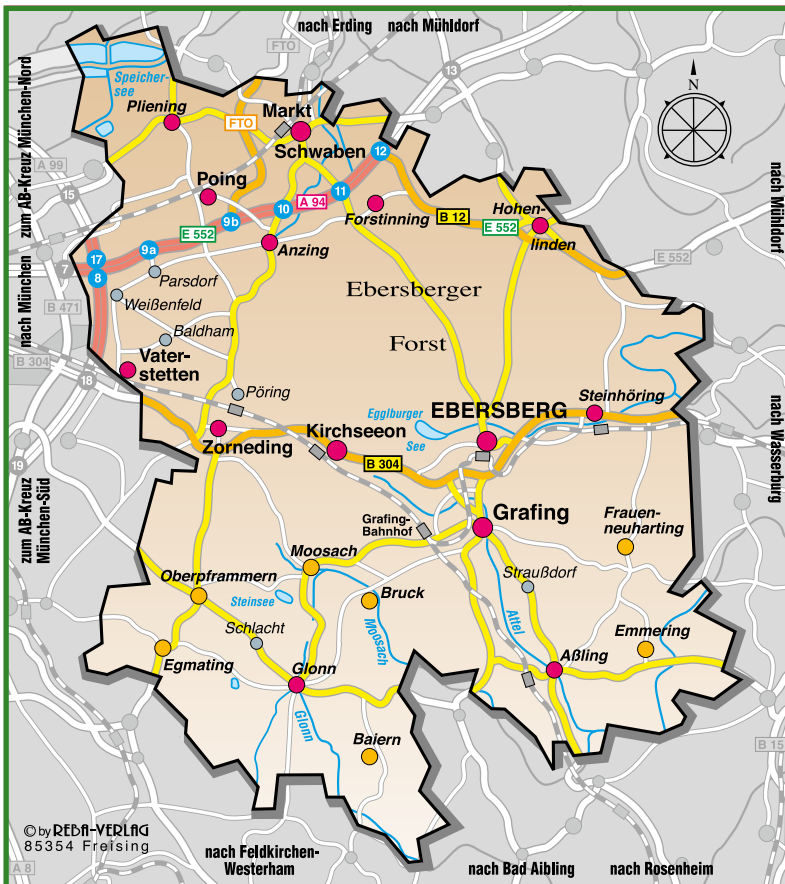 nach Erding
nach Mühldorf
FTO
13
Speicher-
see
Pliening
Markt
Schwaben
FTO
12
N
zum AB-Kreuz München-Nord
A 99
15
Poing
11
10
A 94
9b
Forstinning
B 12
Hohen-
linden
E 552
nach Mühldorf
E 552
Anzing
E 552
17
9a
7
8
Parsdorf
Weißenfeld
B 471
nach München
Ebersberger
Forst
Baldham
B 304
Vater-
stetten
18
Pöring
Steinhöring
Egglburger
See
EBERSBERG
nach Wasserburg
Kirchseeon
Zorneding
B 304
19
zum AB-Kreuz
München-Süd
Grafing
Grafing-
Bahnhof
Frauen-
neuharting
Moosach
Oberpframmern
Steinsee
Bruck
Straußdorf
Attel
Schlacht
Moosach
Emmering
Egmating
Glonn
Aßling
Glonn
Baiern
B 15
© by REBA-VERLAG
85354 Freising
A 8
nach Feldkirchen-
Westerham
nach Bad Aibling
nach Rosenheim